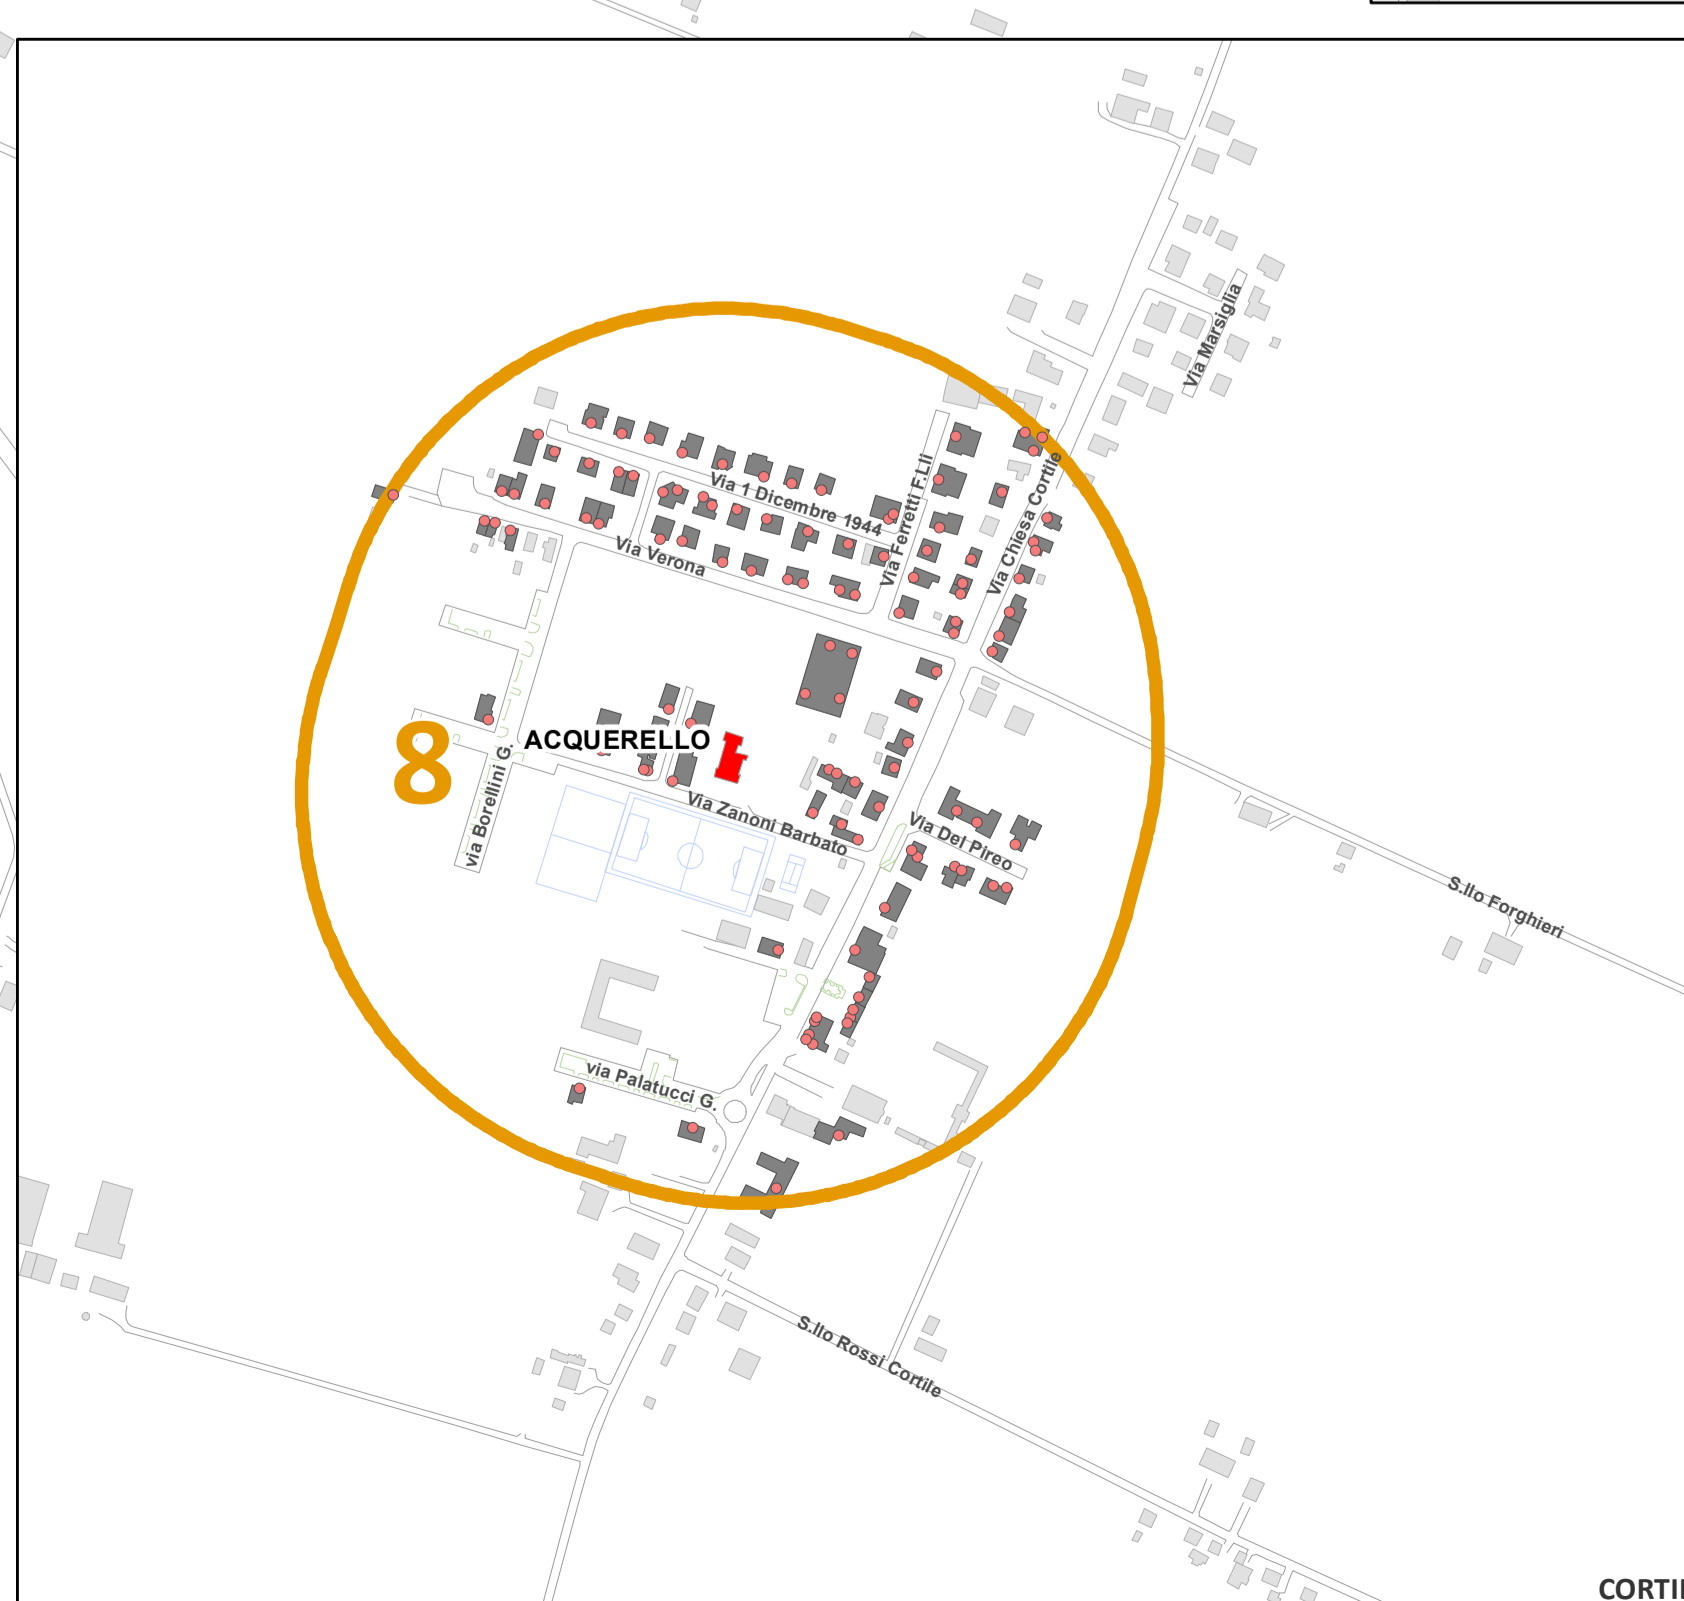 Via Marsiglia
Via 1 Dicembre 1944
Via Ferretti F.Lli
Via Chiesa Cortile
Via Verona
ACQUERELLO
8
via Borellini G.
Via Zanoni Barbato
Via Del Pireo
S.llo Forghieri
via Palatucci G.
S.llo Rossi Cortile